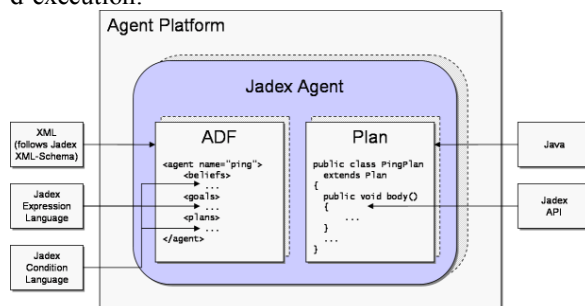 d'exécution.
Agent Platform
Jadex Agent
XML
(follows Jadex
XML-Schema)
Jadex
Expression
Language
Jadex
Condition
Language
ADF
<agent name="ping">
<beliefs>
...
<goals>
...
<plans>
...
</agent>
Plan
public class PingPlan
extends Plan
{
public void body()
{
...
}
...
}
Java
Jadex
API